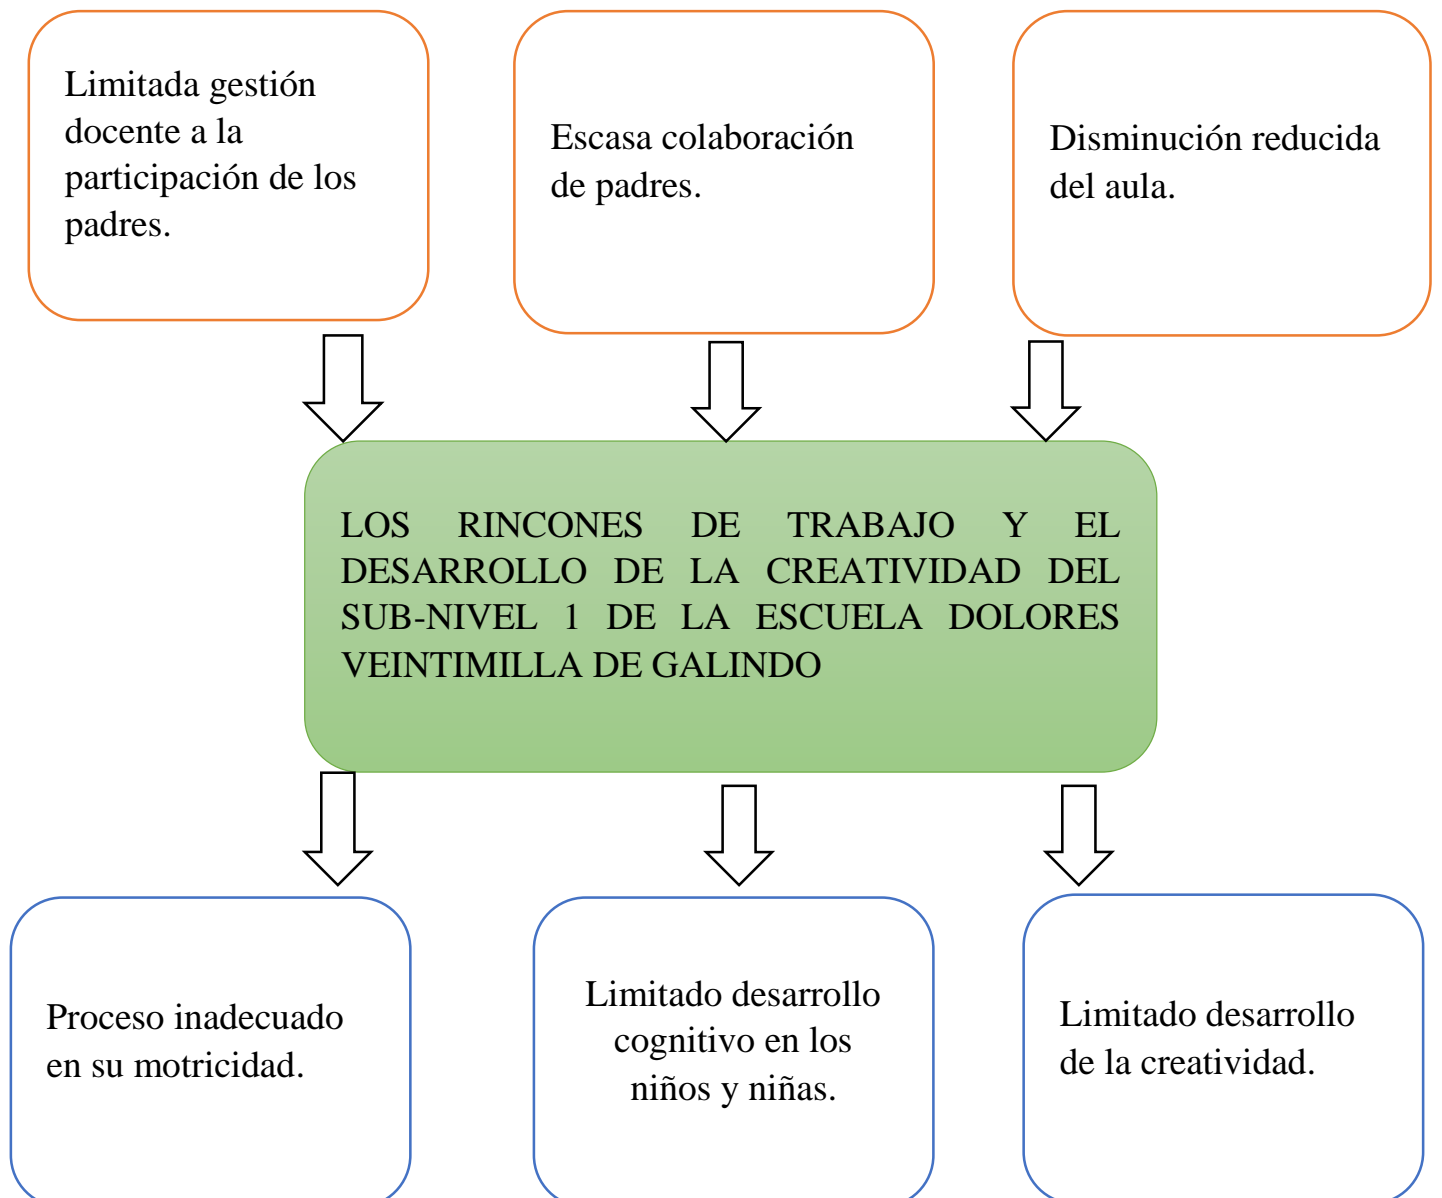 Limitada gestión
docente a la
participación de los
padres.
Escasa colaboración
de padres.
Disminución reducida
del aula.
LOS RINCONES DE TRABAJO Y EL
DESARROLLO DE LA CREATIVIDAD DEL
SUB-NIVEL 1 DE LA ESCUELA DOLORES
VEINTIMILLA DE GALINDO
Proceso inadecuado
en su motricidad.
Limitado desarrollo
cognitivo en los
niños y niñas.
Limitado desarrollo
de la creatividad.